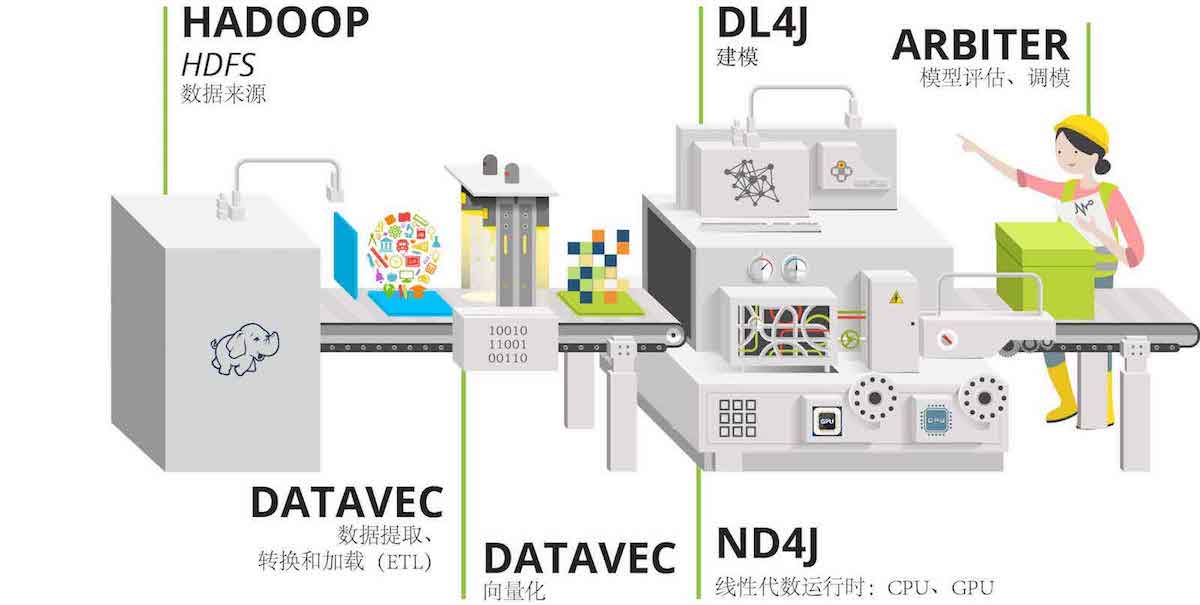 HADOOP
HDFS
数据来源
DL4J
建模
ARBITER
模型评估、调模
10010
11001
00110
GPU
CPU
DATAVEC
数据提取、
转换和加载（ETL）
DATAVEC
向量化
ND4J
线性代数运行时：CPU、GPU